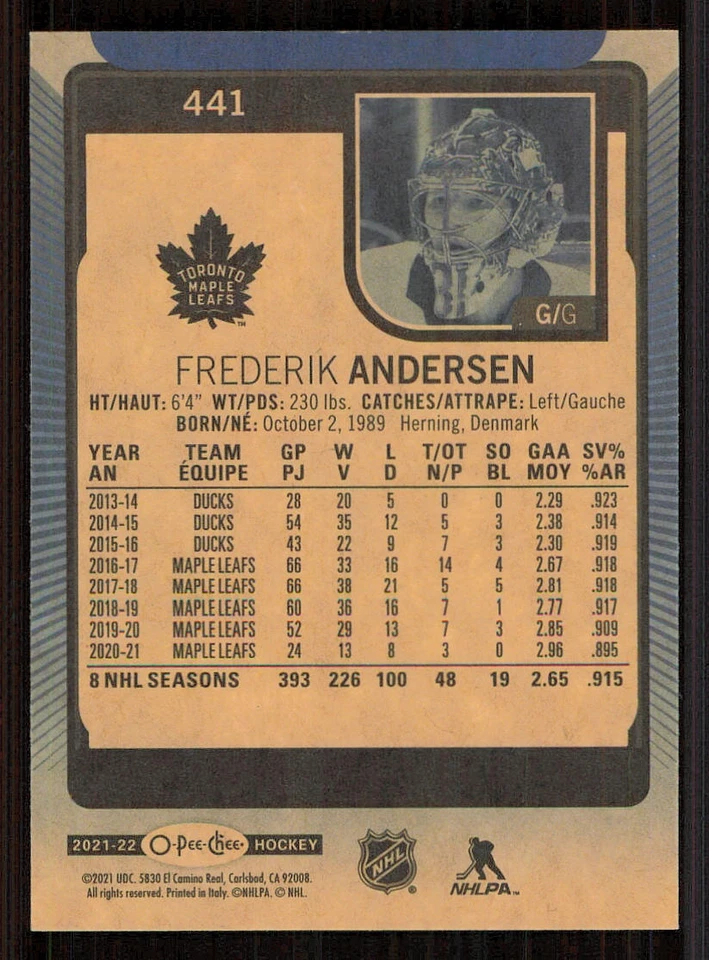 441
TORONTO
MAPLE
LEAFS
TM
G/G
FREDERIK ANDERSEN
HT/HAUT: 6'4" WT/PDS: 230 lbs. CATCHES/ATTRAPE: Left/Gauche
BORN/NÉ: October 2, 1989 Herning, Denmark
YEAR TEAM GP W L T/OT SO GAA SV%
AN ÉQUIPE PJ V D N/P BL MOY %AR
2013-14 DUCKS 28 20 5 0 0 2.29 .923
2014-15 DUCKS 54 35 12 5 3 2.38 .914
2015-16 DUCKS 43 22 9 7 3 2.30 .919
2016-17 MAPLE LEAFS 66 33 16 14 4 2.67 .918
2017-18 MAPLE LEAFS 66 38 21 5 5 2.81 .918
2018-19 MAPLE LEAFS 60 36 16 7 1 2.77 .917
2019-20 MAPLE LEAFS 52 29 13 7 3 2.85 .909
2020-21 MAPLE LEAFS 24 13 8 3 0 2.96 .895
8 NHL SEASONS 393 226 100 48 19 2.65 .915
2021-22 O-Pee-Chee HOCKEY
©2021 UDC. 5830 El Camino Real, Carlsbad, CA 92008.
All rights reserved. Printed in Italy. ©NHLPA. © NHL.
NHL ®
NHLPA TM